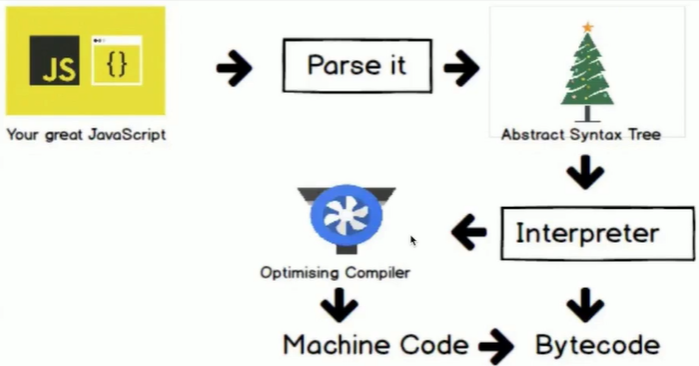 JS
{}
Parse it
Your great JavaScript
Abstract Syntax Tree
Interpreter
Optimising Compiler
Machine Code
Bytecode